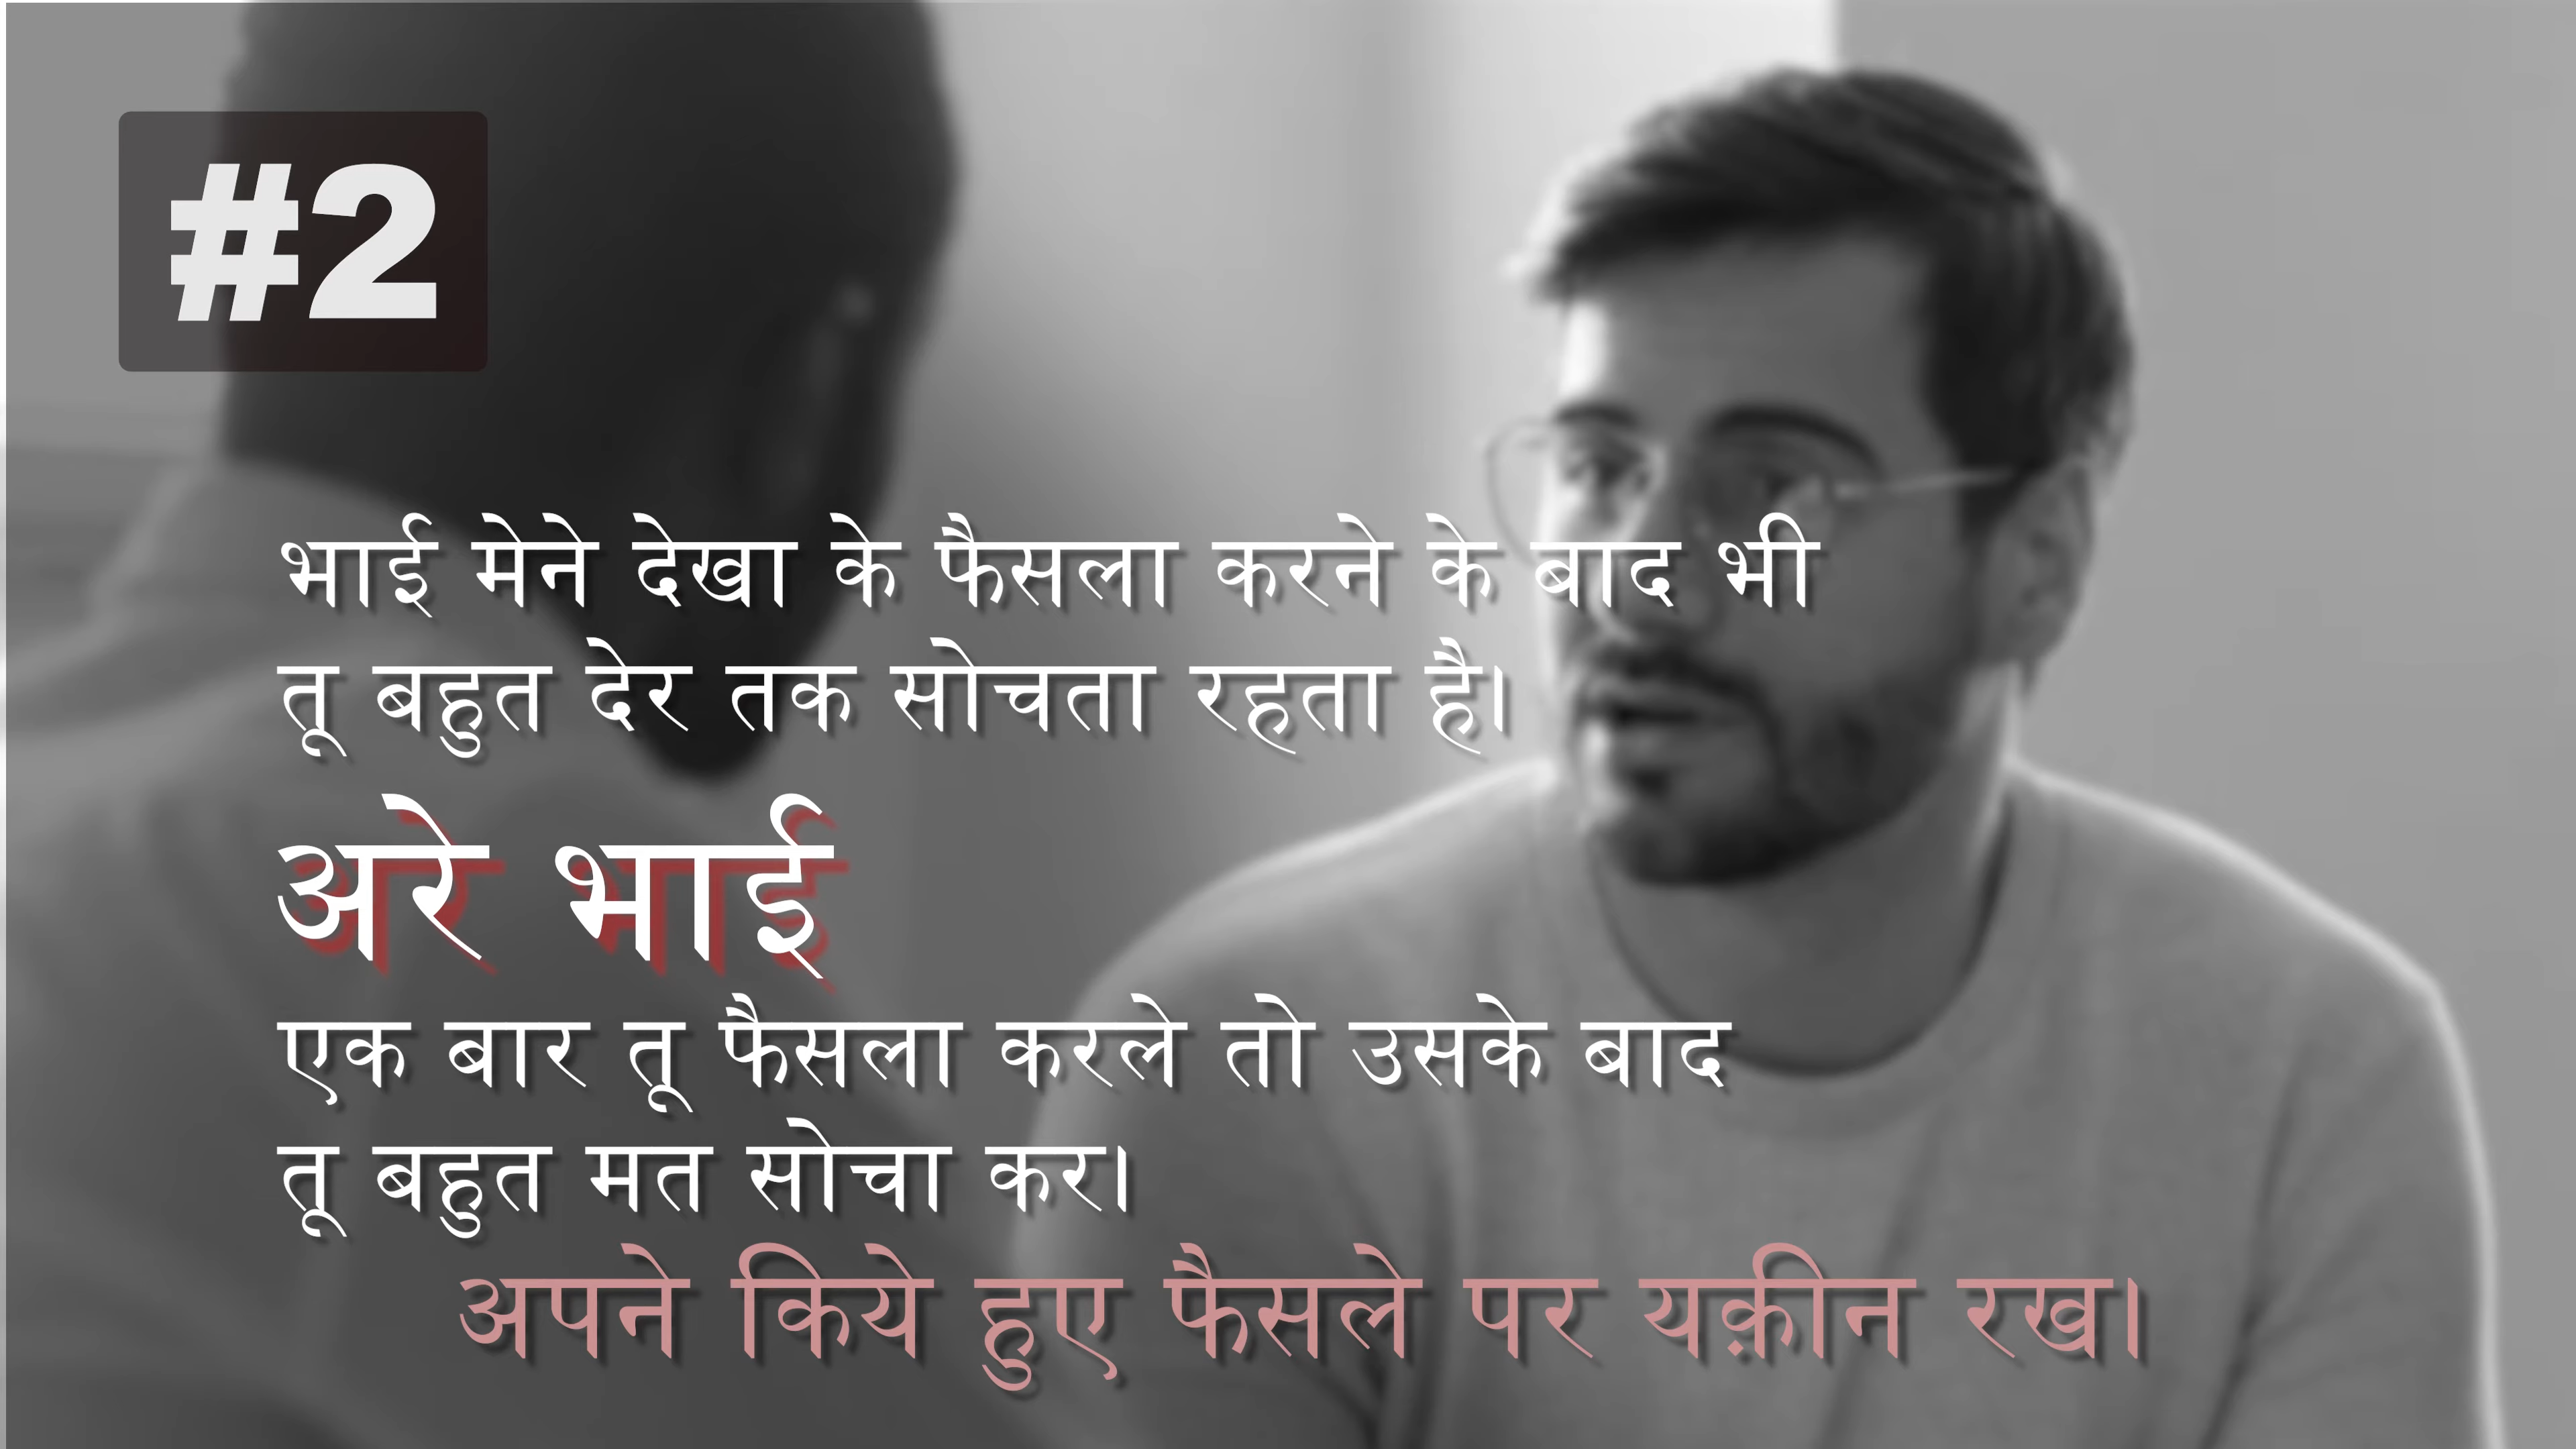 #2
भाई मेने देखा के फैसला करने के बाद भी
तू बहुत देर तक सोचता रहता है।
अरे भाई
एक बार तू फैसला करले तो उसके बाद
तू बहुत मत सोचा कर।
अपने किये हुए फैसले पर यक़ीन रख।